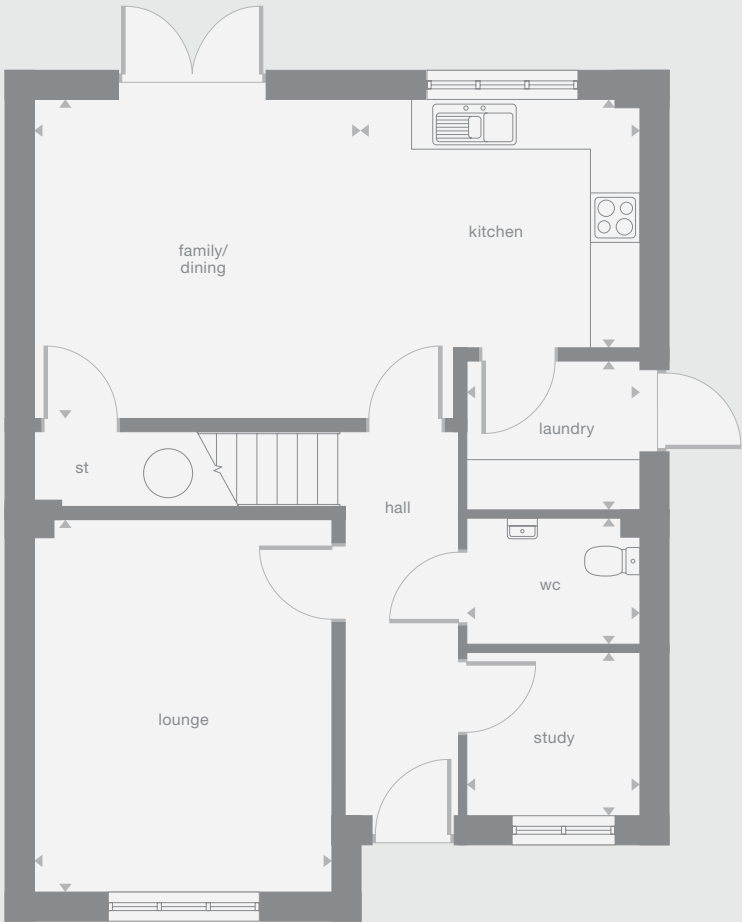 family/
dining
kitchen
laundry
st
hall
wc
lounge
study